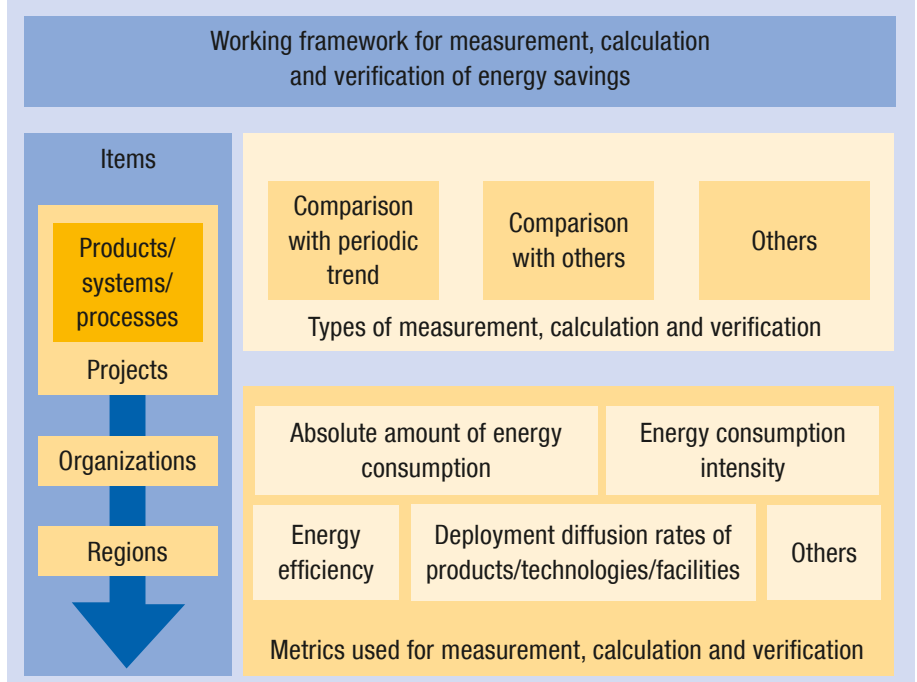 Working framework for measurement, calculation
and verification of energy savings
Items
Products/
systems/
processes
Projects
Organizations
Regions
Comparison
with periodic
trend
Comparison
with others
Others
Types of measurement, calculation and verification
Absolute amount of energy
consumption
Energy consumption
intensity
Energy
efficiency
Deployment diffusion rates of
products/technologies/facilities
Others
Metrics used for measurement, calculation and verification